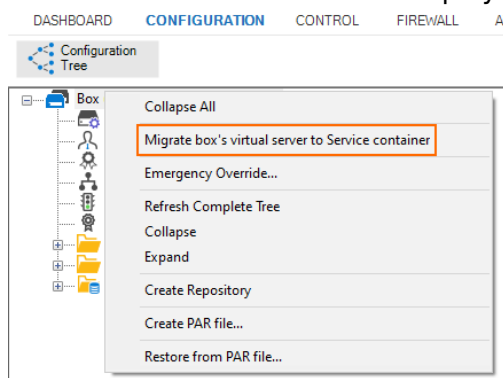 DASHBOARD CONFIGURATION CONTROL FIREWALL
Configuration
Tree
Box
Collapse All
Migrate box's virtual server to Service container
Emergency Override...
Refresh Complete Tree
Collapse
Expand
Create Repository
Create PAR file...
Restore from PAR file...